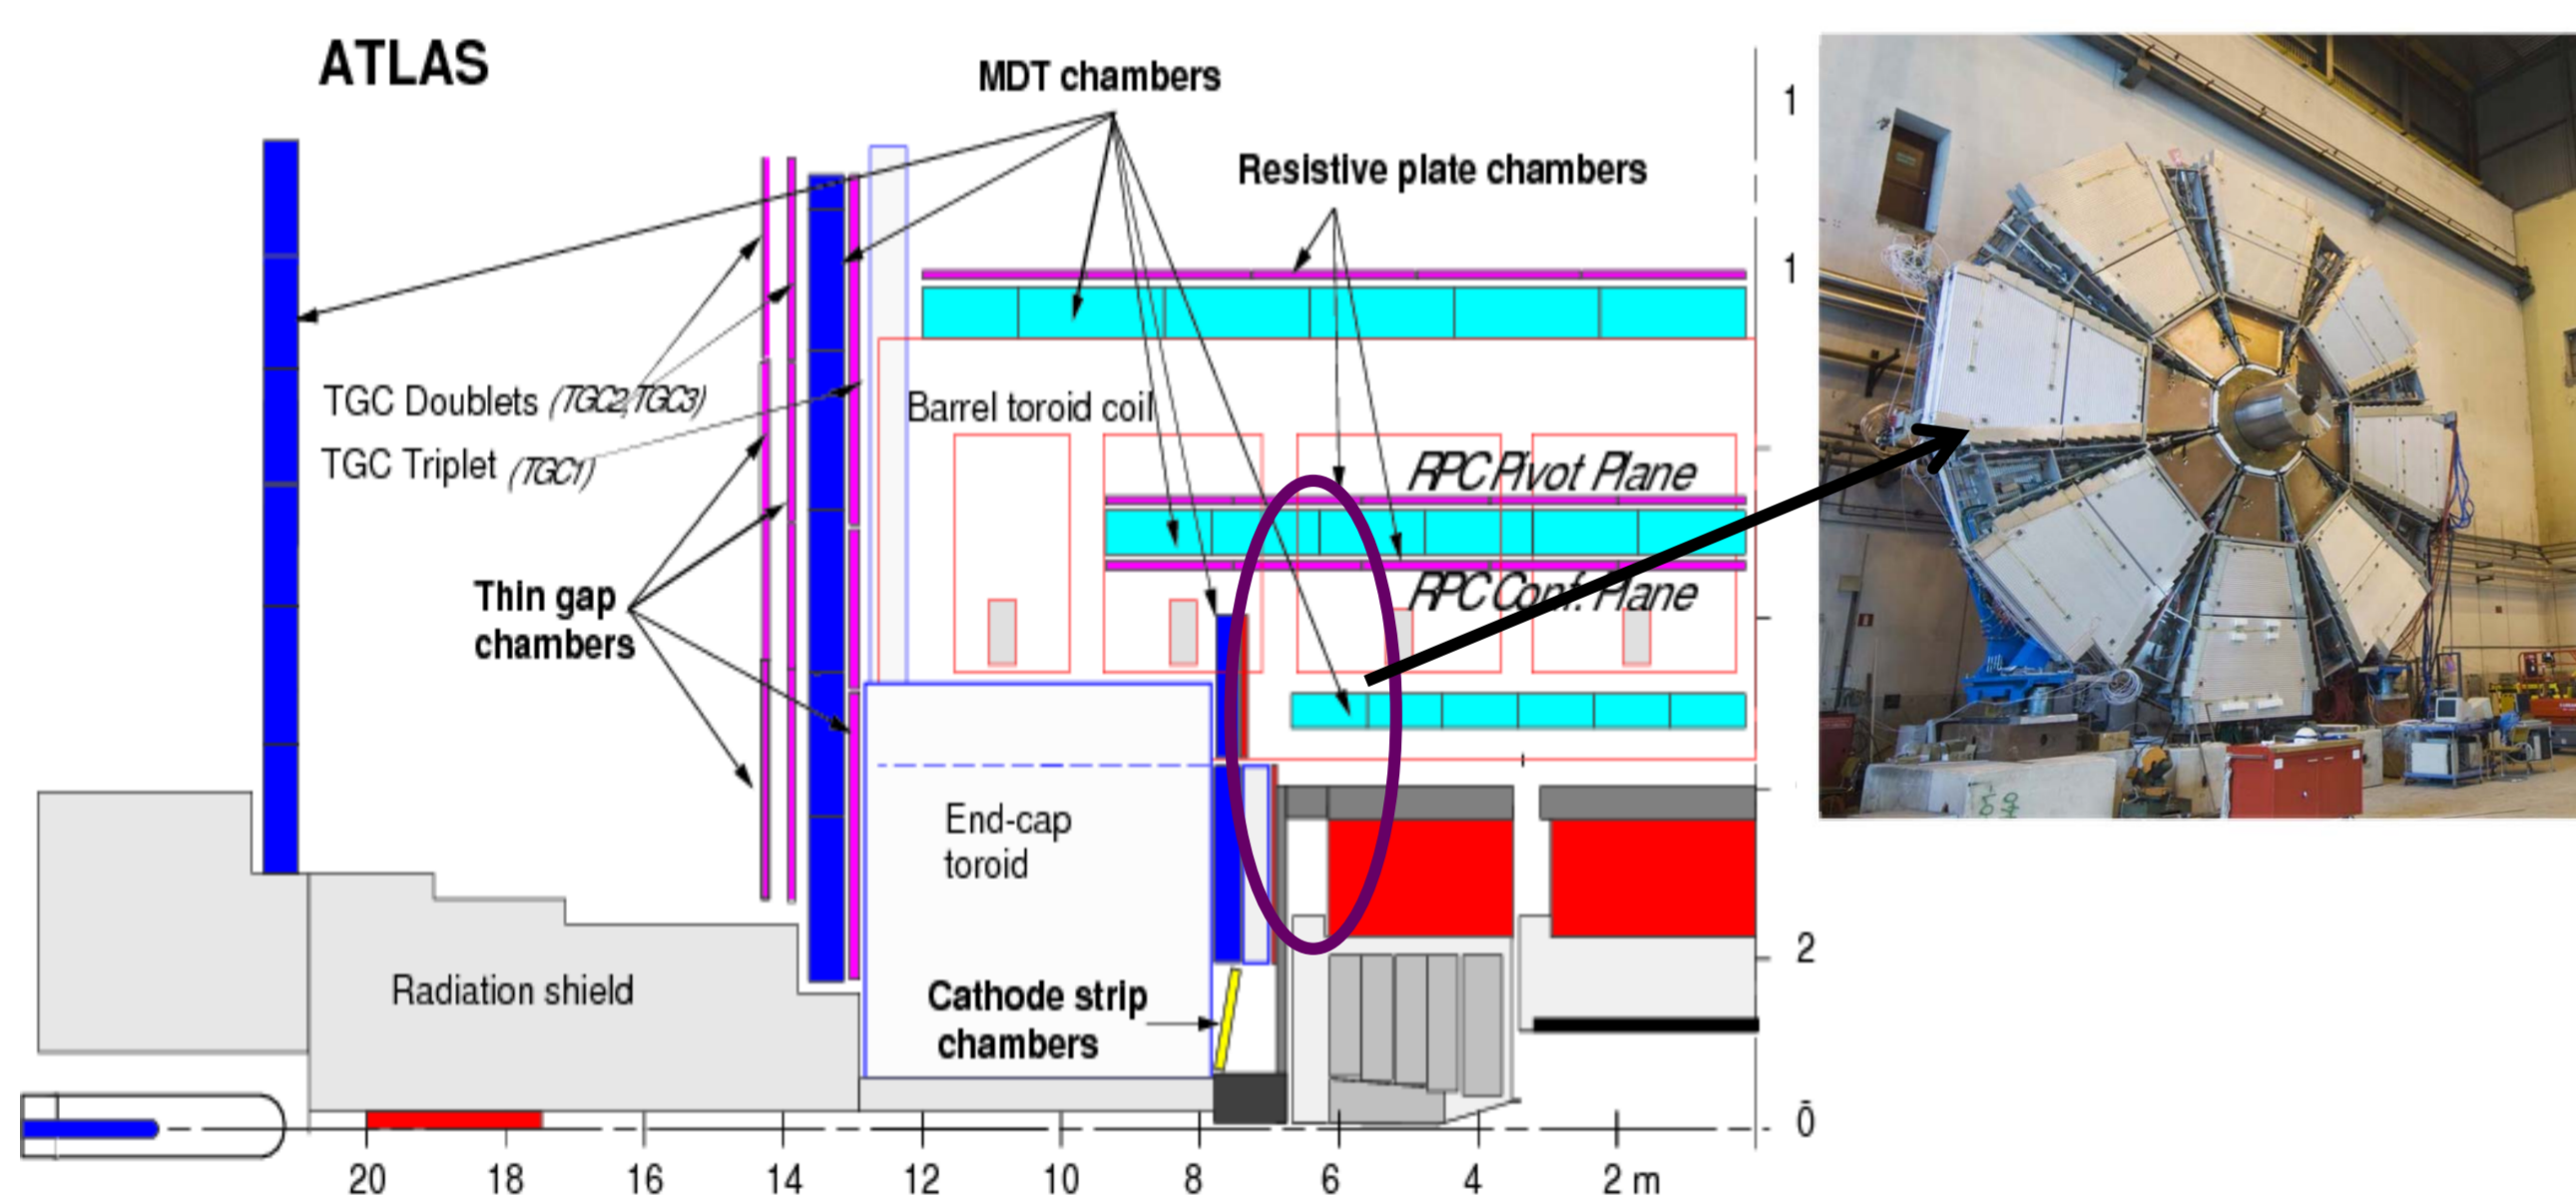 ATLAS
MDT chambers
Resistive plate chambers
1
1
TGC Doublets (TGC2,TGC3)
TGC Triplet (TGC1)
Barrel toroid coil
RPC Pivot Plane
RPC Conf. Plane
Thin gap
chambers
End-cap
toroid
Radiation shield
Cathode strip
chambers
2
0
20 18 16 14 12 10 8 6 4 2 m